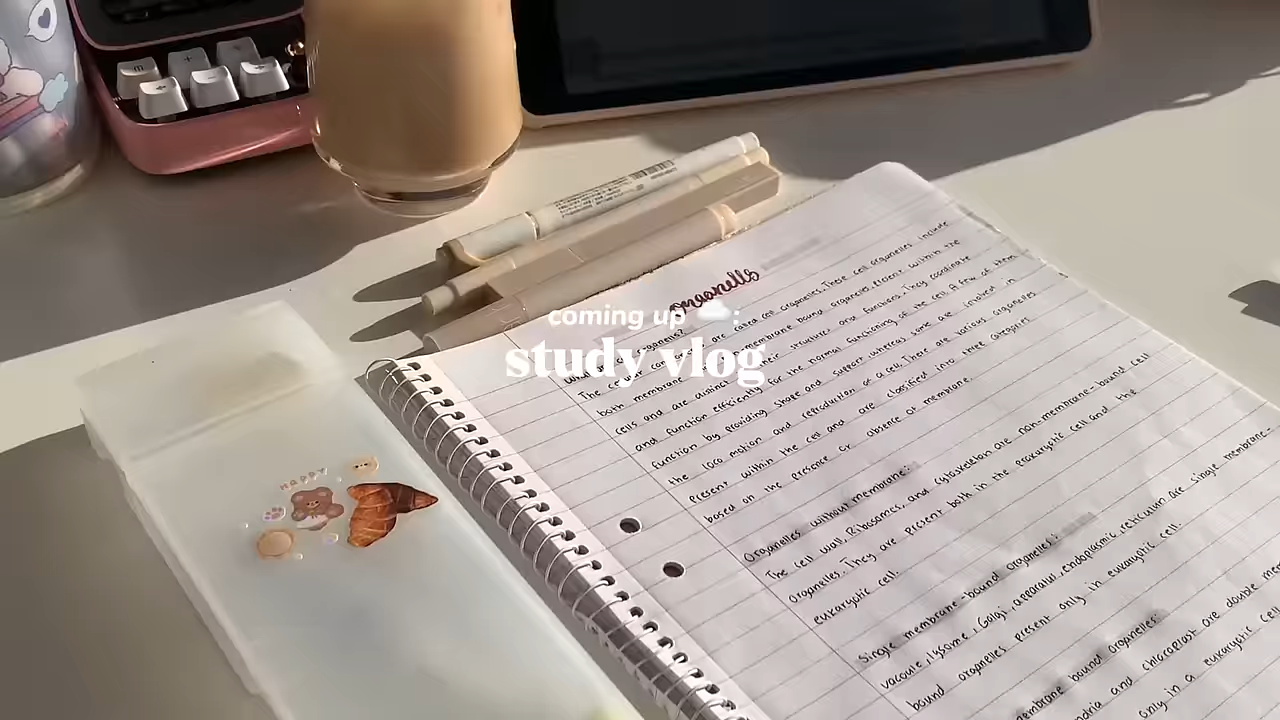 coming up ☁️:
study vlog
organelle
The cell organelles. These cell organelles include
both membrane and non-membrane bound organelles present within the
cells and are distinct in their structures and functions. They coordinate
and function efficiently for the normal functioning of the cell. A few of them
function by providing shape and support whereas some are involved in
the loco motion and reproduction of a cell. There are various organelles
present within the cell and are classified into three categories
based on the presence or absence of membrane.
Organelles without membrane:
The cell wall, Ribosomes, and Cytoskeleton are non-membrane-bound cell
Organelles. They are present both in the prokaryotic cell and the
eukaryotic cell.
Single membrane-bound organelles:
vacuole, lysosome, Golgi, apparatus, endoplasmic, reticulum are single membrane-
bound organelles present only in eukaryotic cell.
membrane bound organelles:
and chloroplast are double
only in a eukaryotic cell
HAPPY